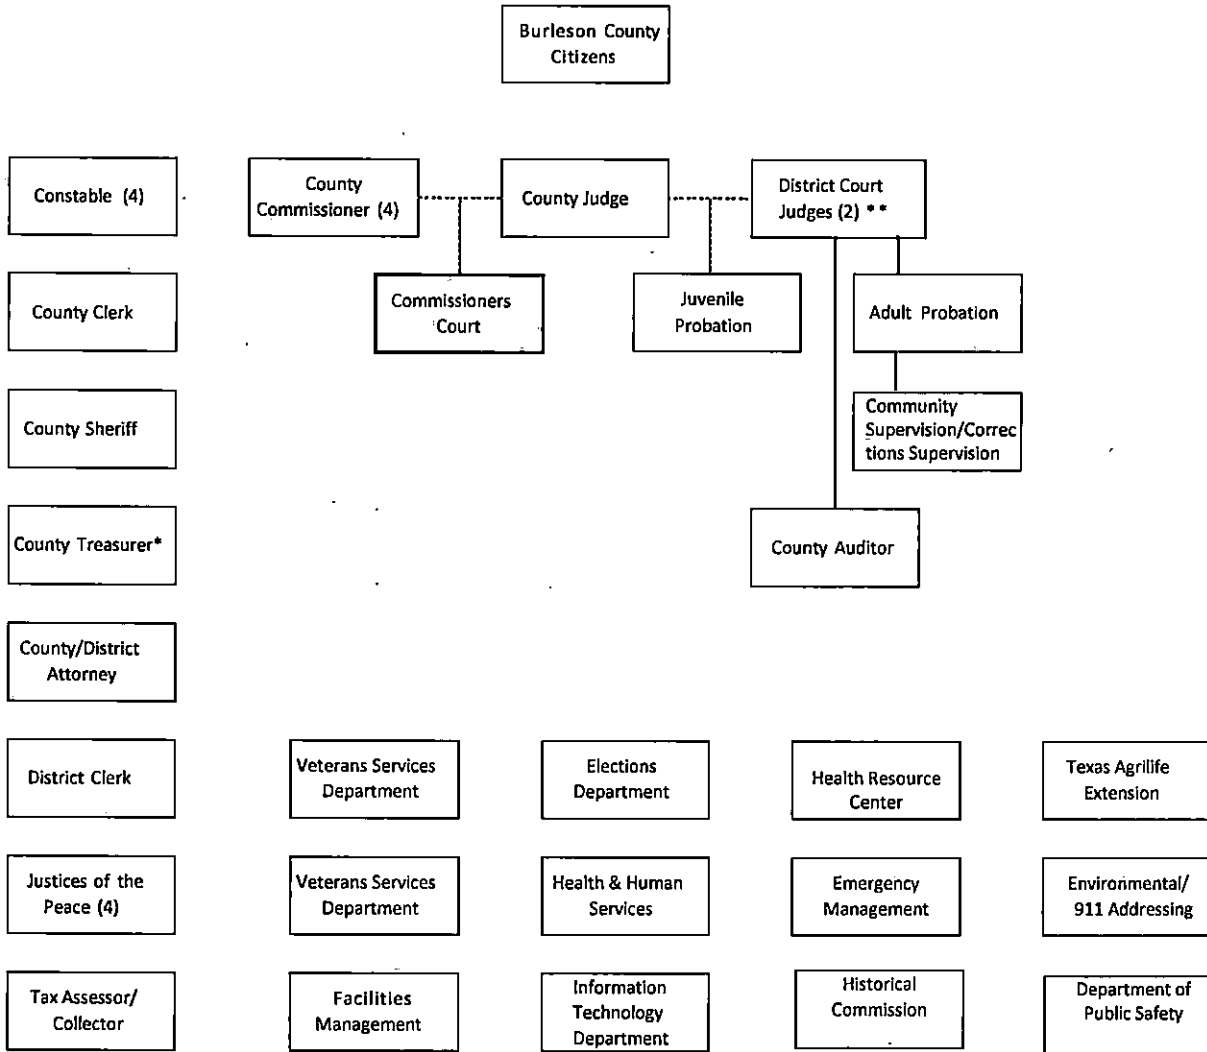 Burleson County
Citizens
Constable (4)
County
Commissioner (4)
County Judge
District Court
Judges (2) **
County Clerk
Commissioners
Court
Juvenile
Probation
Adult Probation
County Sheriff
Community
Supervision/Correc
tions Supervision
County Treasurer*
County Auditor
County/District
Attorney
District Clerk
Veterans Services
Department
Elections
Department
Health Resource
Center
Texas Agrilife
Extension
Justices of the
Peace (4)
Veterans Services
Department
Health & Human
Services
Emergency
Management
Environmental/
911 Addressing
Tax Assessor/
Collector
Facilities
Management
Information
Technology
Department
Historical
Commission
Department of
Public Safety